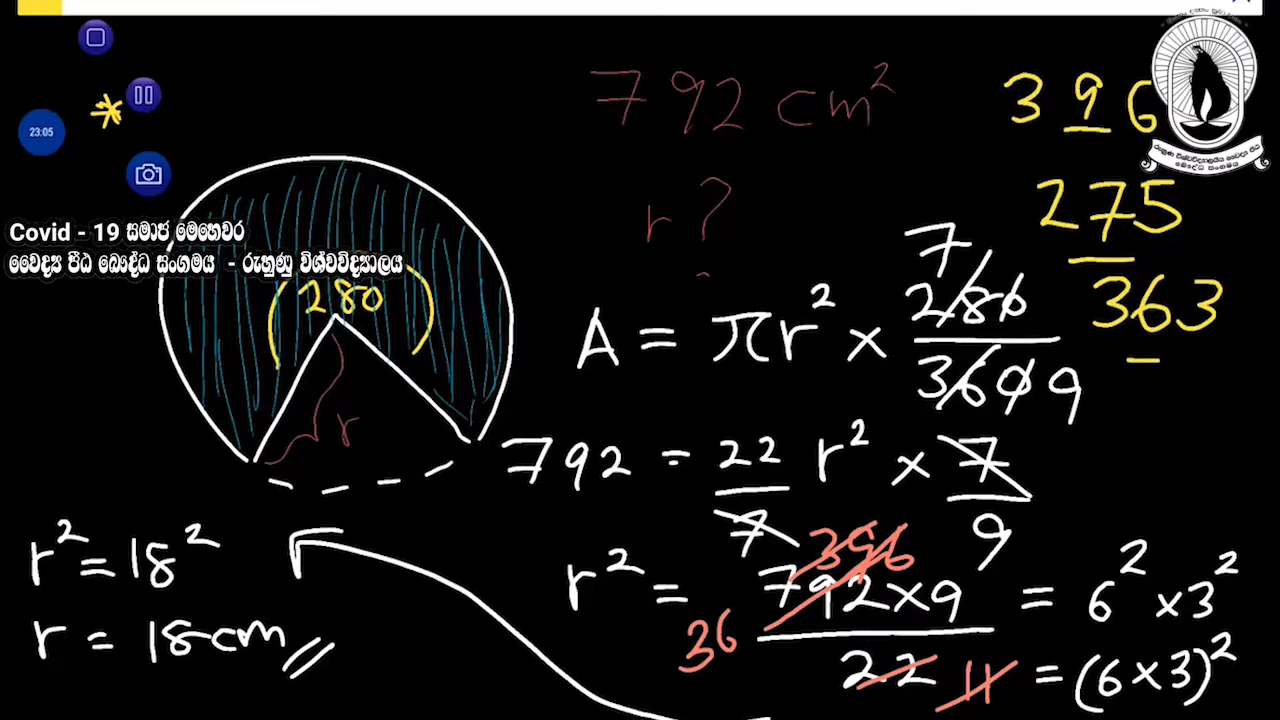 23:05
792 cm²
r ?
396
275
363
Covid - 19 සමාජ මෙහෙවර
වෛද්‍ය පීඨ බෞද්ධ සංගමය - රුහුණු විශ්වවිද්‍යාලය
(280)
r
7
A = πr² × 280/360 9
792 = 22/7 r² × 7/9
396
r² = 792×9/22 = 6² ×3²
36
11
= (6×3)²
r² = 18²
r = 18cm